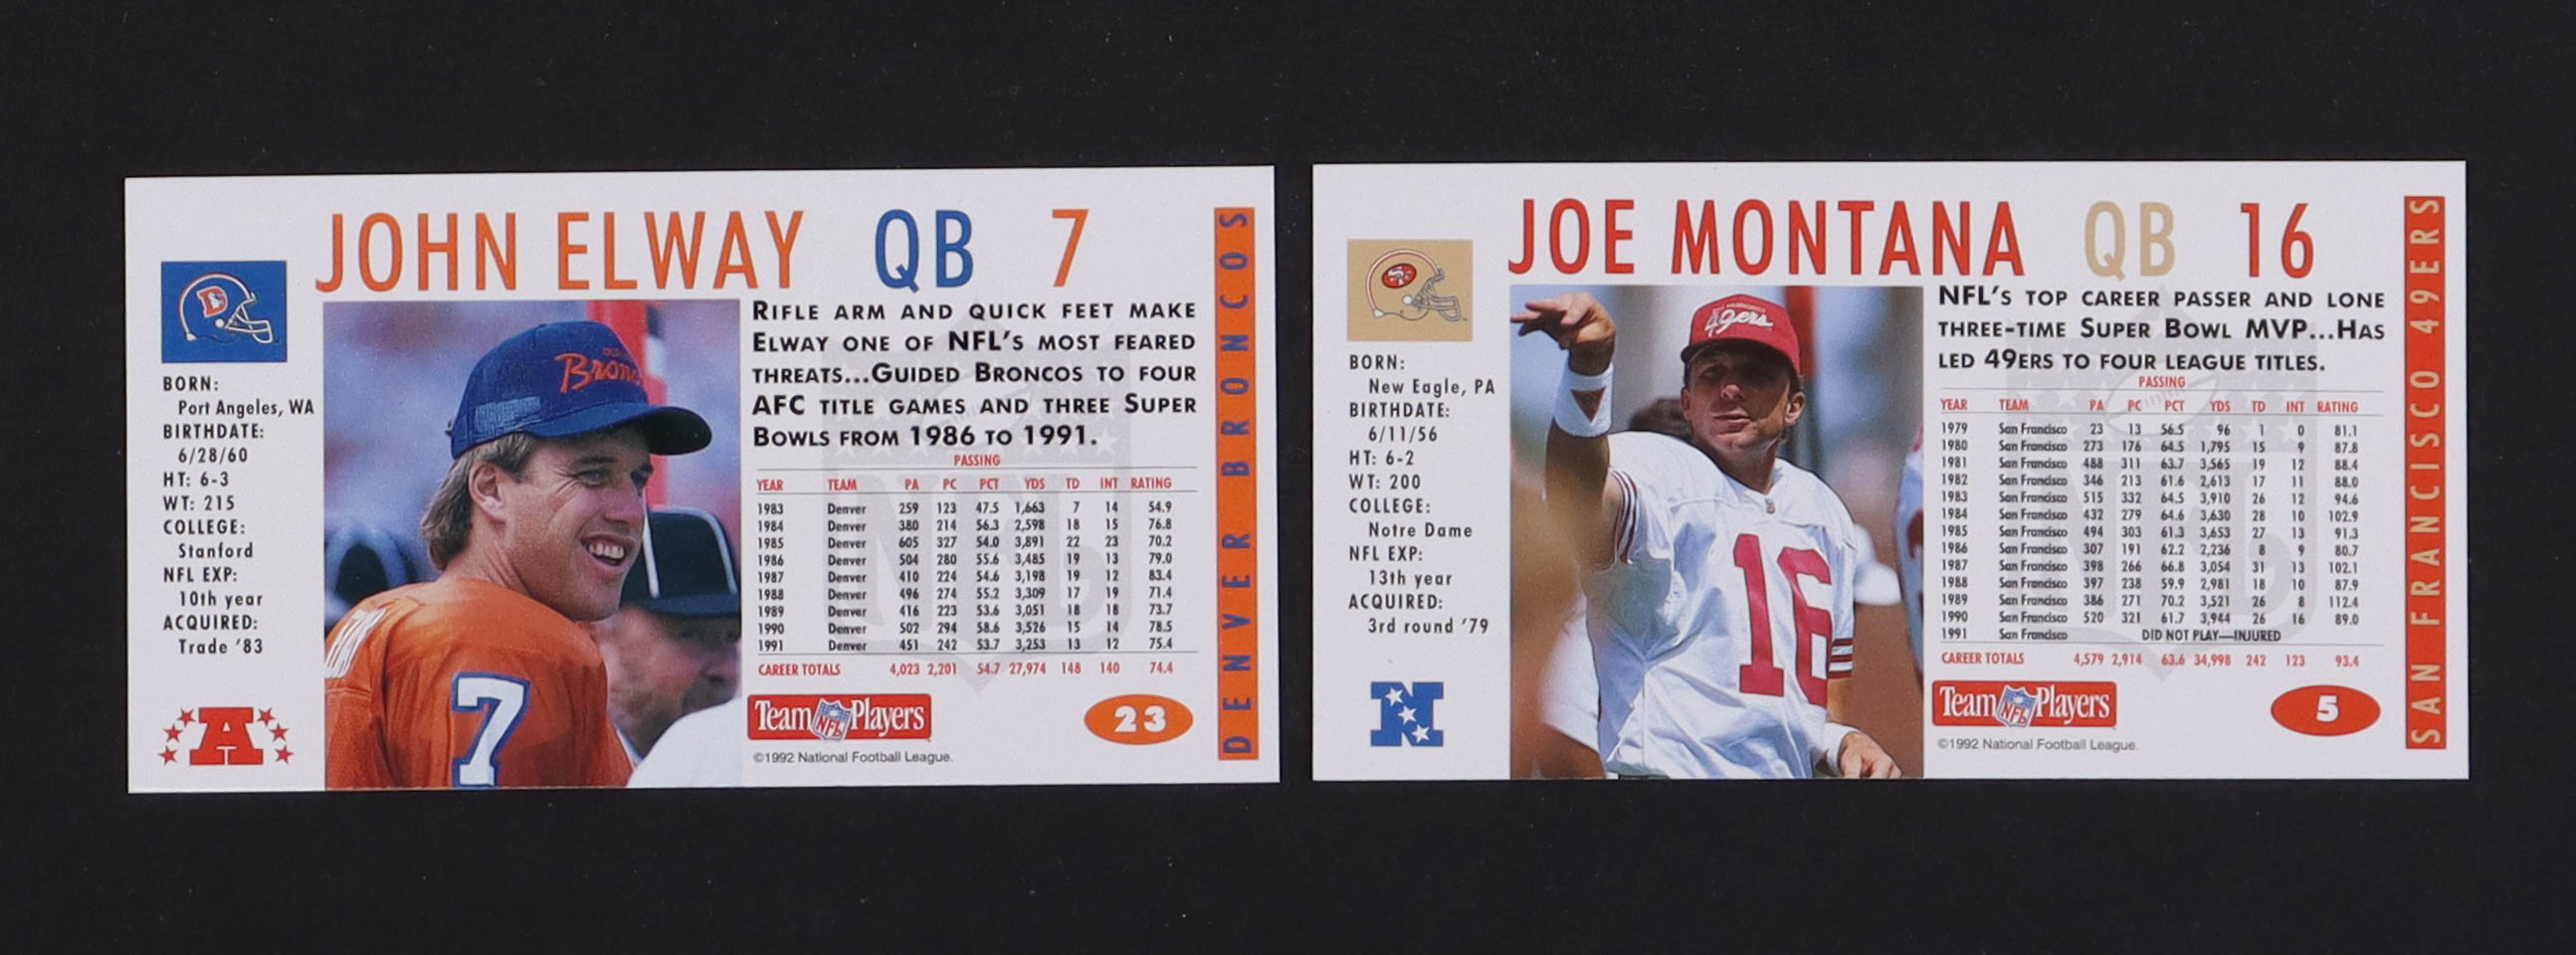 JOHN ELWAY QB 7
BORN:
Port Angeles, WA
BIRTHDATE:
6/28/60
HT: 6-3
WT: 215
COLLEGE:
Stanford
NFL EXP:
10th year
ACQUIRED:
Trade '83
A
Bronc
7
RIFLE ARM AND QUICK FEET MAKE
ELWAY ONE OF NFL'S MOST FEARED
THREATS...GUIDED BRONCOS TO FOUR
AFC TITLE GAMES AND THREE SUPER
BOWLS FROM 1986 TO 1991.
PASSING
YEAR TEAM PA PC PCT YDS TD INT RATING
1983 Denver 259 123 47.5 1,663 7 14 54.9
1984 Denver 380 214 56.3 2,598 18 15 76.8
1985 Denver 605 327 54.0 3,891 22 23 70.2
1986 Denver 504 280 55.6 3,485 19 13 79.0
1987 Denver 410 224 54.6 3,198 19 12 83.4
1988 Denver 496 274 55.2 3,309 17 19 71.4
1989 Denver 416 223 53.6 3,051 18 18 73.7
1990 Denver 502 294 58.6 3,526 15 14 78.5
1991 Denver 451 242 53.7 3,253 13 12 75.4
CAREER TOTALS 4,023 2,201 54.7 27,974 148 140 74.4
Team NFL Players
23
©1992 National Football League.
DENVER BRONCOS
JOE MONTANA QB 16
BORN:
New Eagle, PA
BIRTHDATE:
6/11/56
HT: 6-2
WT: 200
COLLEGE:
Notre Dame
NFL EXP:
13th year
ACQUIRED:
3rd round '79
N
49ers
16
NFL'S TOP CAREER PASSER AND LONE
THREE-TIME SUPER BOWL MVP...HAS
LED 49ERS TO FOUR LEAGUE TITLES.
PASSING
YEAR TEAM PA PC PCT YDS TD INT RATING
1979 San Francisco 23 13 56.5 96 1 0 81.1
1980 San Francisco 273 176 64.5 1,795 15 9 87.8
1981 San Francisco 488 311 63.7 3,565 19 12 88.4
1982 San Francisco 346 213 61.6 2,613 17 11 88.0
1983 San Francisco 515 332 64.5 3,910 26 12 94.6
1984 San Francisco 432 279 64.6 3,630 28 10 102.9
1985 San Francisco 494 303 61.3 3,653 27 13 91.3
1986 San Francisco 307 191 62.2 2,236 8 9 80.7
1987 San Francisco 398 266 66.8 3,054 31 13 102.1
1988 San Francisco 397 238 59.9 2,981 18 10 87.9
1989 San Francisco 386 271 70.2 3,521 26 8 112.4
1990 San Francisco 520 321 61.7 3,944 26 16 89.0
1991 San Francisco DID NOT PLAY—INJURED
CAREER TOTALS 4,579 2,914 63.6 34,998 242 123 93.4
Team NFL Players
5
©1992 National Football League.
SAN FRANCISCO 49ERS